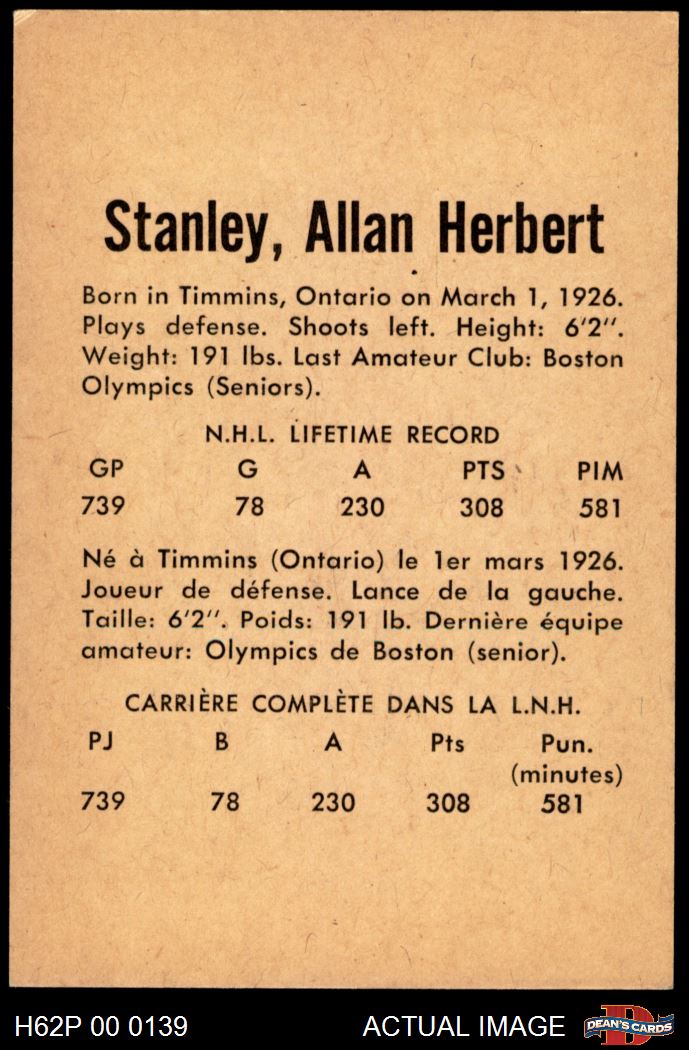 Stanley, Allan Herbert
Born in Timmins, Ontario on March 1, 1926.
Plays defense. Shoots left. Height: 6'2".
Weight: 191 lbs. Last Amateur Club: Boston
Olympics (Seniors).
N.H.L. LIFETIME RECORD
GP G A PTS PIM
739 78 230 308 581
Né à Timmins (Ontario) le 1er mars 1926.
Joueur de défense. Lance de la gauche.
Taille: 6'2". Poids: 191 lb. Dernière équipe
amateur: Olympics de Boston (senior).
CARRIÈRE COMPLÈTE DANS LA L.N.H.
PJ B A Pts Pun.
(minutes)
739 78 230 308 581
H62P 00 0139 ACTUAL IMAGE DEAN'S CARDS